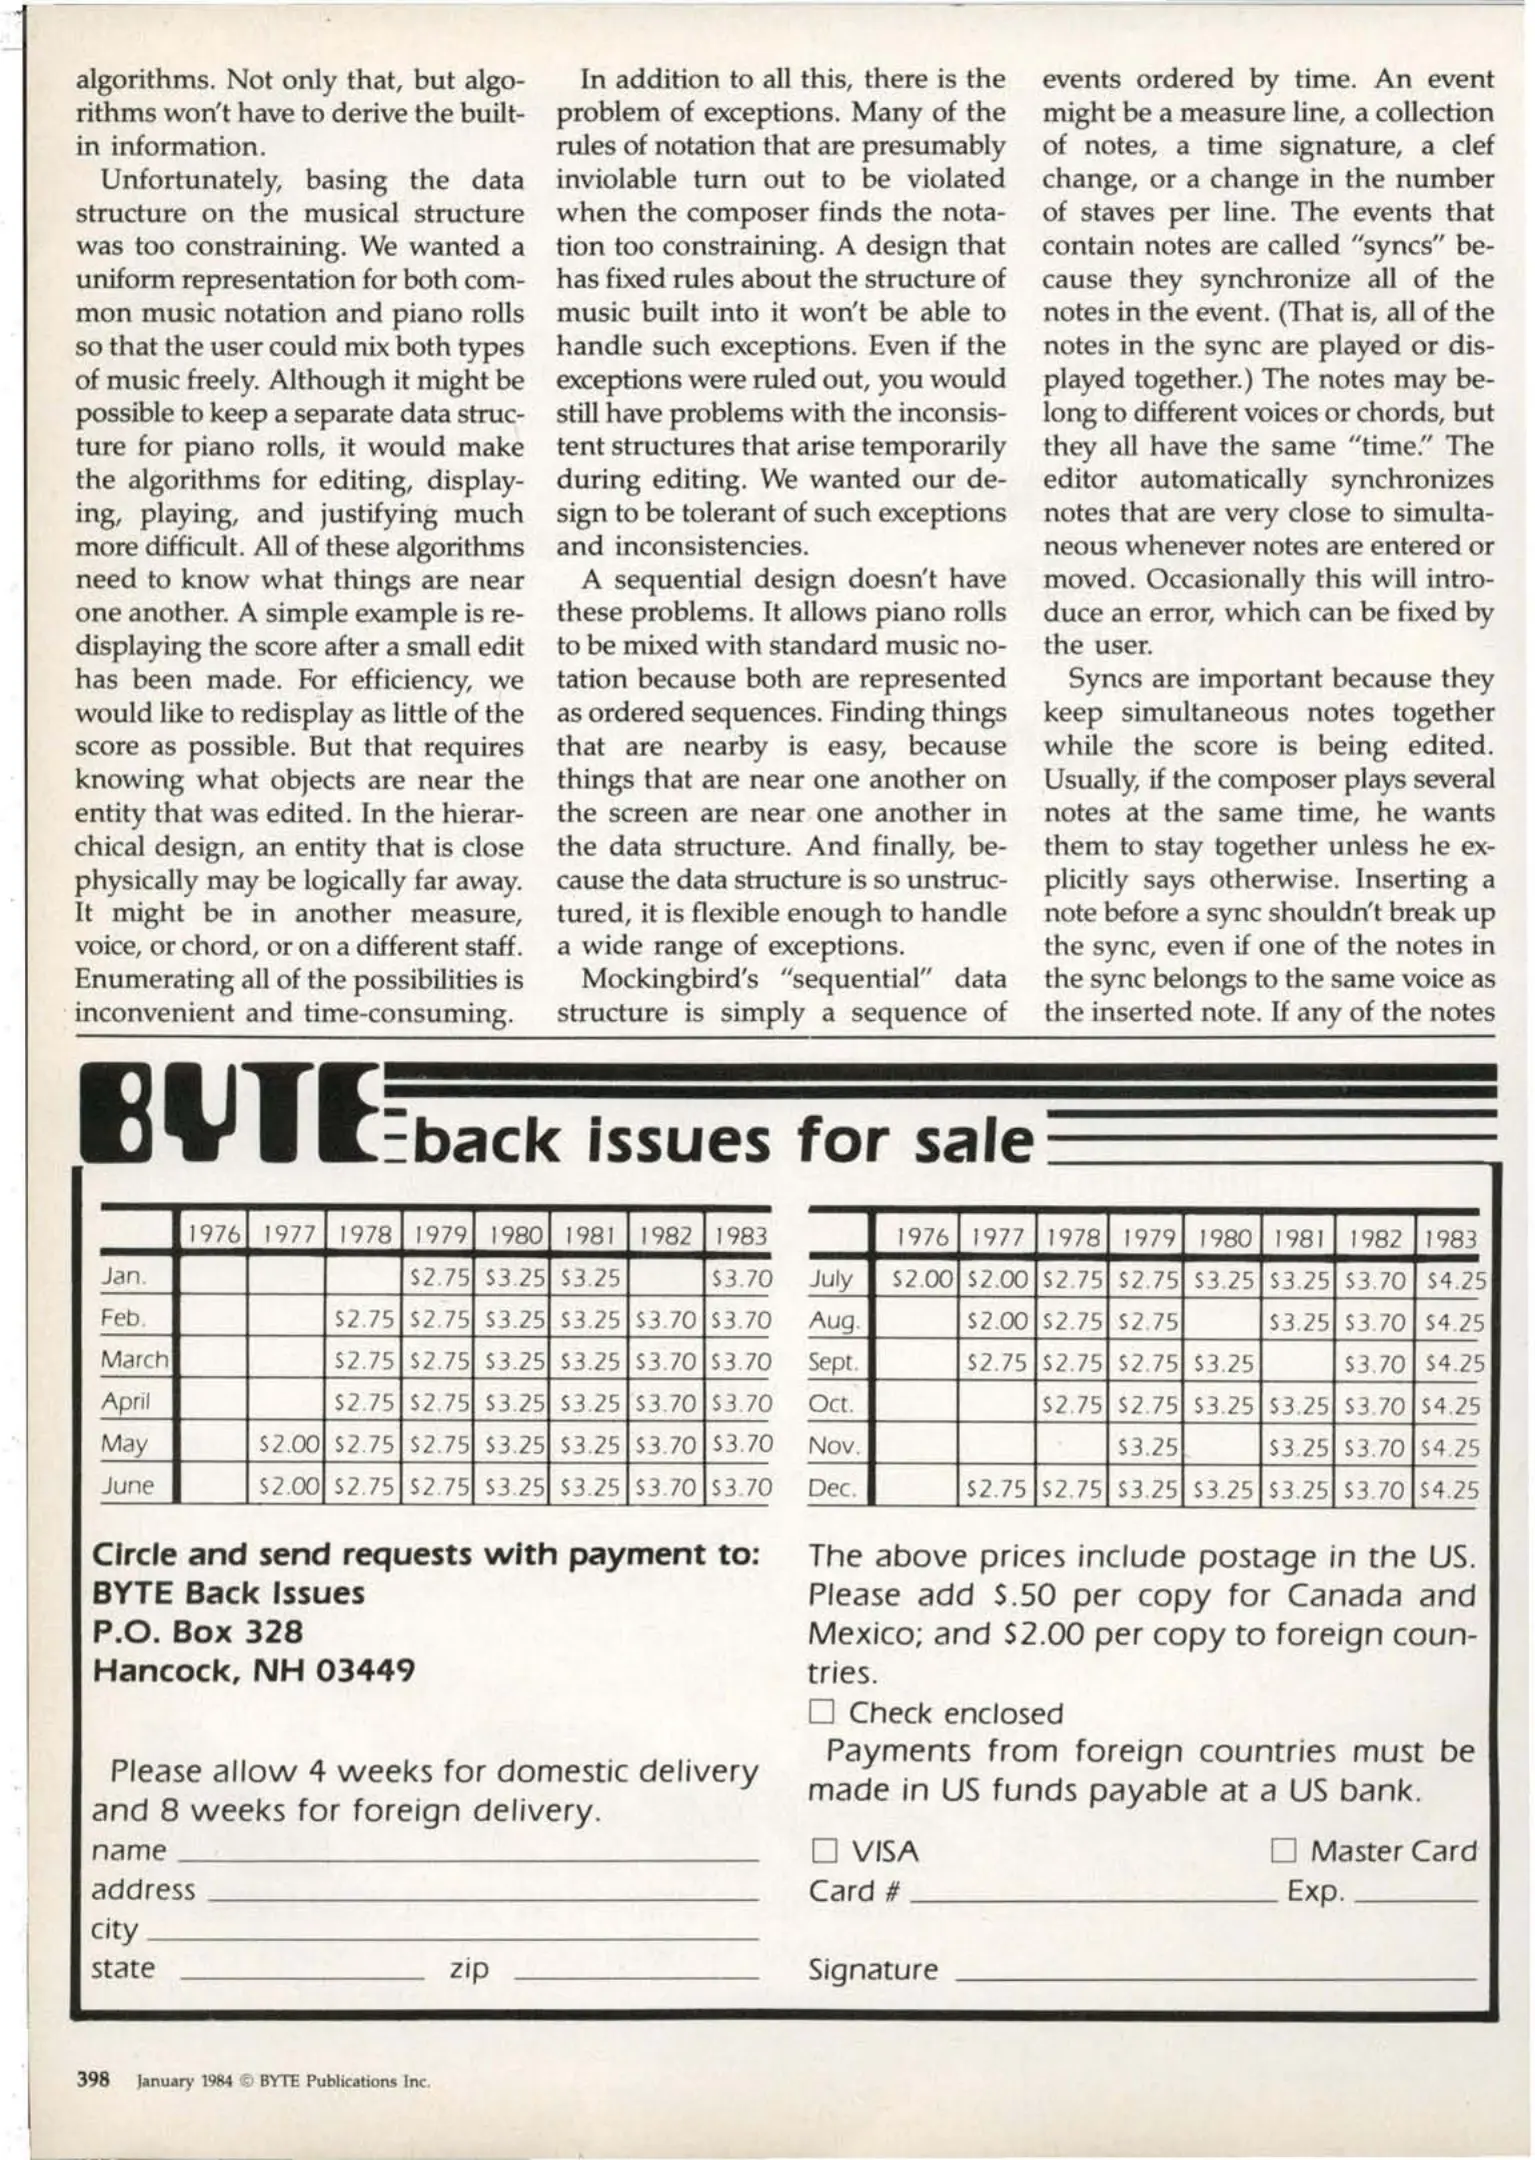 algorithms. Not only that, but algo-
rithms won't have to derive the built-
in information.
Unfortunately, basing the data
structure on the musical structure
was too constraining. We wanted a
uniform representation for both com-
mon music notation and piano rolls
so that the user could mix both types
of music freely. Although it might be
possible to keep a separate data struc-
ture for piano rolls, it would make
the algorithms for editing, display-
ing, playing, and justifying much
more difficult. All of these algorithms
need to know what things are near
one another. A simple example is re-
displaying the score after a small edit
has been made. For efficiency, we
would like to redisplay as little of the
score as possible. But that requires
knowing what objects are near the
entity that was edited. In the hierar-
chical design, an entity that is close
physically may be logically far away.
It might be in another measure,
voice, or chord, or on a different staff.
Enumerating all of the possibilities is
inconvenient and time-consuming.
In addition to all this, there is the
problem of exceptions. Many of the
rules of notation that are presumably
inviolable turn out to be violated
when the composer finds the nota-
tion too constraining. A design that
has fixed rules about the structure of
music built into it won't be able to
handle such exceptions. Even if the
exceptions were ruled out, you would
still have problems with the inconsis-
tent structures that arise temporarily
during editing. We wanted our de-
sign to be tolerant of such exceptions
and inconsistencies.
A sequential design doesn't have
these problems. It allows piano rolls
to be mixed with standard music no-
tation because both are represented
as ordered sequences. Finding things
that are nearby is easy, because
things that are near one another on
the screen are near one another in
the data structure. And finally, be-
cause the data structure is so unstruc-
tured, it is flexible enough to handle
a wide range of exceptions.
Mockingbird's "sequential" data
structure is simply a sequence of
events ordered by time. An event
might be a measure line, a collection
of notes, a time signature, a clef
change, or a change in the number
of staves per line. The events that
contain notes are called "syncs" be-
cause they synchronize all of the
notes in the event. (That is, all of the
notes in the sync are played or dis-
played together.) The notes may be-
long to different voices or chords, but
they all have the same "time." The
editor automatically synchronizes
notes that are very close to simulta-
neous whenever notes are entered or
moved. Occasionally this will intro-
duce an error, which can be fixed by
the user.
Syncs are important because they
keep simultaneous notes together
while the score is being edited.
Usually, if the composer plays several
notes at the same time, he wants
them to stay together unless he ex-
plicitly says otherwise. Inserting a
note before a sync shouldn't break up
the sync, even if one of the notes in
the sync belongs to the same voice as
the inserted note. If any of the notes
BYTE back issues for sale
1976 1977 1978 1979 1980 1981 1982 1983
Jan. $2.75 $3.25 $3.25 $3.70
Feb. $2.75 $2.75 $3.25 $3.25 $3.70 $3.70
March $2.75 $2.75 $3.25 $3.25 $3.70 $3.70
April $2.75 $2.75 $3.25 $3.25 $3.70 $3.70
May $2.00 $2.75 $2.75 $3.25 $3.25 $3.70 $3.70
June $2.00 $2.75 $2.75 $3.25 $3.25 $3.70 $3.70
1976 1977 1978 1979 1980 1981 1982 1983
July $2.00 $2.00 $2.75 $2.75 $3.25 $3.25 $3.70 $4.25
Aug. $2.00 $2.75 $2.75 $3.25 $3.70 $4.25
Sept. $2.75 $2.75 $2.75 $3.25 $3.70 $4.25
Oct. $2.75 $2.75 $3.25 $3.25 $3.70 $4.25
Nov. $3.25 $3.25 $3.70 $4.25
Dec. $2.75 $2.75 $3.25 $3.25 $3.25 $3.70 $4.25
Circle and send requests with payment to:
BYTE Back Issues
P.O. Box 328
Hancock, NH 03449
Please allow 4 weeks for domestic delivery
and 8 weeks for foreign delivery.
name
address
city
state zip
The above prices include postage in the US.
Please add $.50 per copy for Canada and
Mexico; and $2.00 per copy to foreign coun-
tries.
☐ Check enclosed
Payments from foreign countries must be
made in US funds payable at a US bank.
☐ VISA ☐ Master Card
Card # Exp.
Signature
398 January 1984 © BYTE Publications Inc.